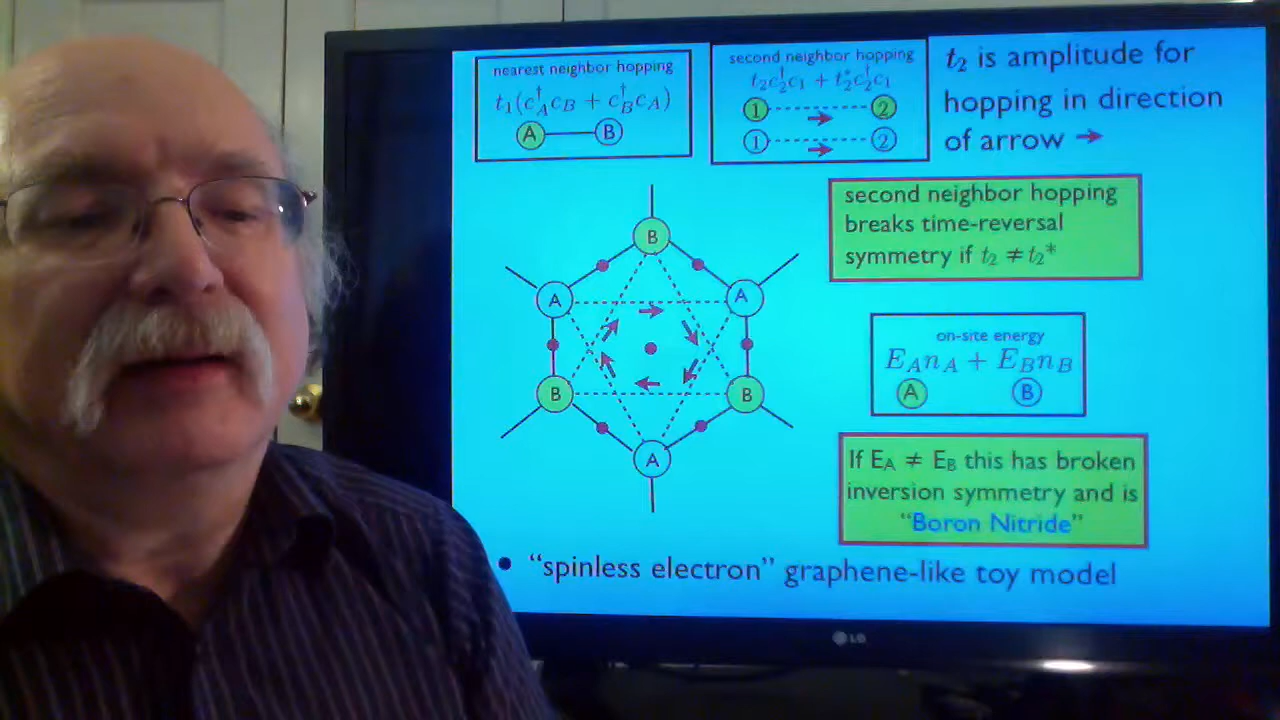 nearest neighbor hopping
t₁(c†_A c_B + c†_B c_A)
A B
second neighbor hopping
t₂c†₂c₁ + t₂*c†₂c₁
1 2
1 2
t₂ is amplitude for
hopping in direction
of arrow →
second neighbor hopping
breaks time-reversal
symmetry if t₂ ≠ t₂*
B
A A
B B
A
on-site energy
E_A n_A + E_B n_B
A B
If E_A ≠ E_B this has broken
inversion symmetry and is
“Boron Nitride”
• “spinless electron” graphene-like toy model
LG